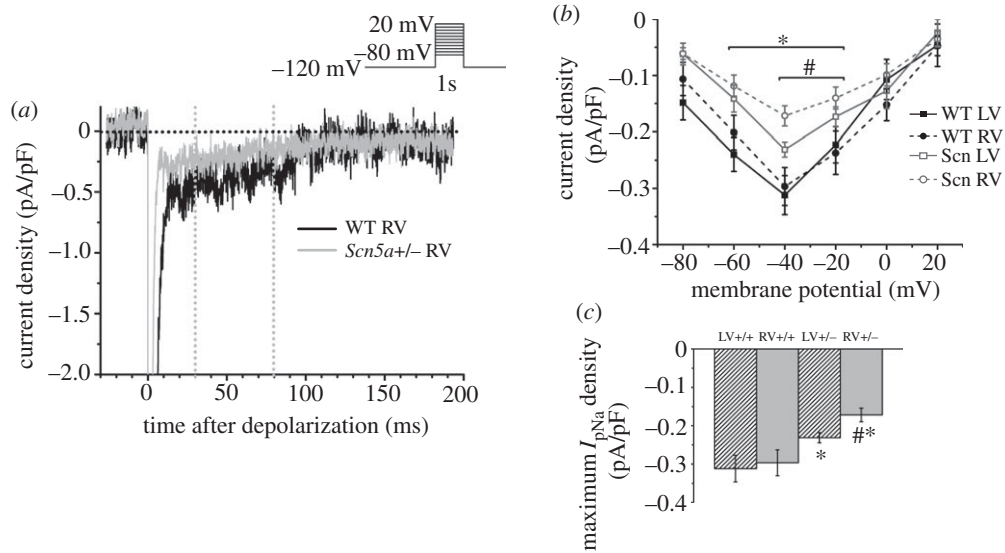 20 mV
−80 mV
−120 mV
1s
(a)
0
−0.5
−1.0
−1.5
−2.0
current density (pA/pF)
WT RV
Scn5a+/− RV
0 50 100 150 200
time after depolarization (ms)
(b)
0
−0.1
−0.2
−0.3
−0.4
current density
(pA/pF)
*
#
WT LV
WT RV
Scn LV
Scn RV
−80 −60 −40 −20 0 20
membrane potential (mV)
(c)
LV+/+ RV+/+ LV+/− RV+/−
0
−0.1
−0.2
−0.3
−0.3
−0.4
maximum IpNa density
(pA/pF)
*
#*